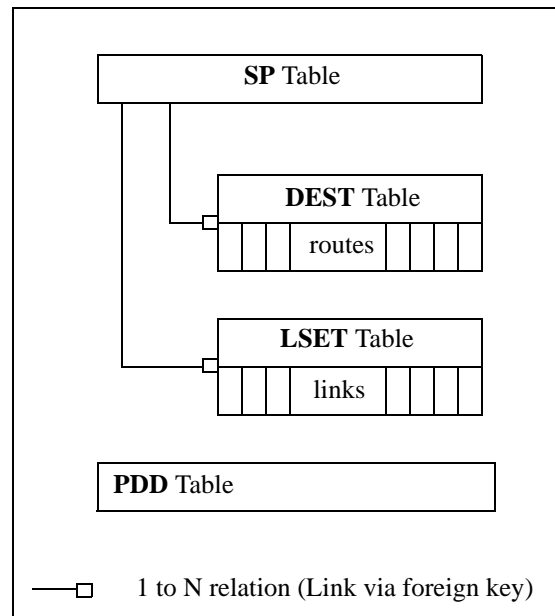 SP Table
DEST Table
routes
LSET Table
links
PDD Table
1 to N relation (Link via foreign key)